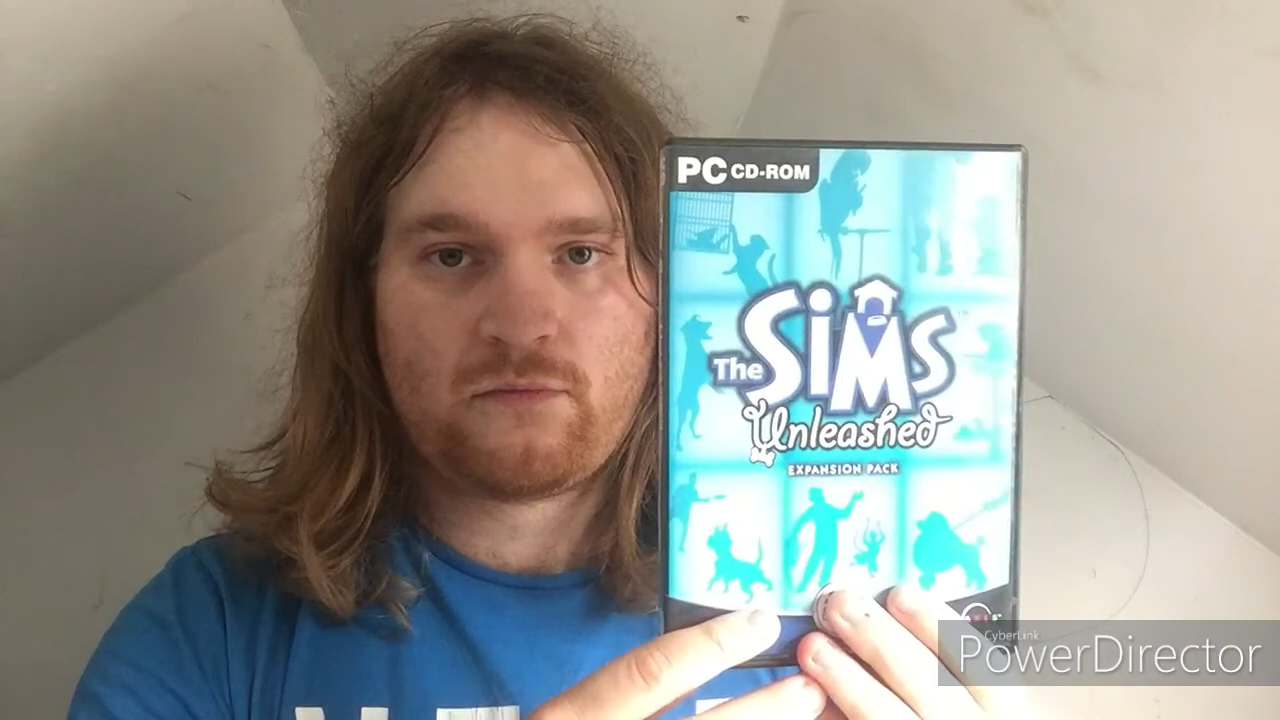 PC CD-ROM
The SiMS
Unleashed
EXPANSION PACK
CyberLink
PowerDirector